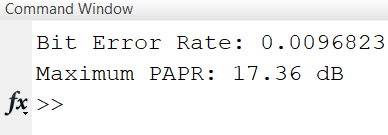 Command Window
Bit Error Rate: 0.0096823
Maximum PAPR: 17.36 dB
fx >>